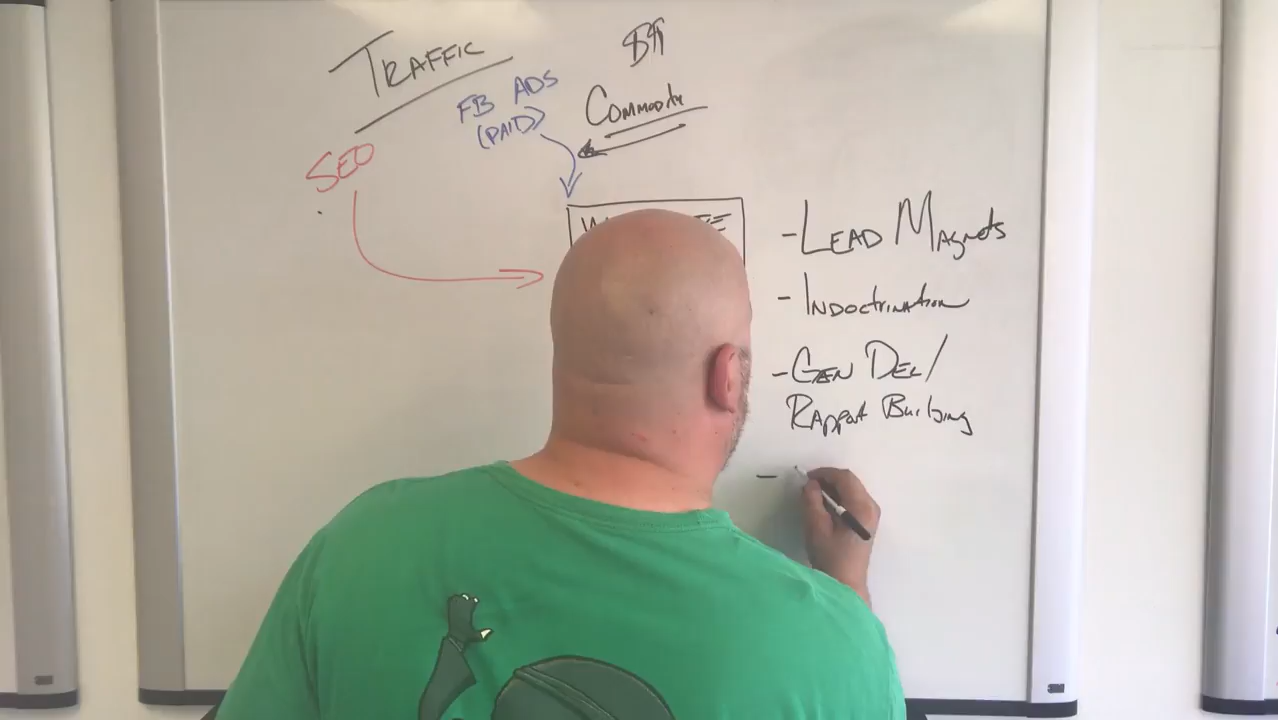 TRAFFIC
$$
FB ADS
(PAID)
Commodity
SEO
- LEAD MAgnets
- INDoctrination
- GEN DEL/
RAppoRt BuilDing
-